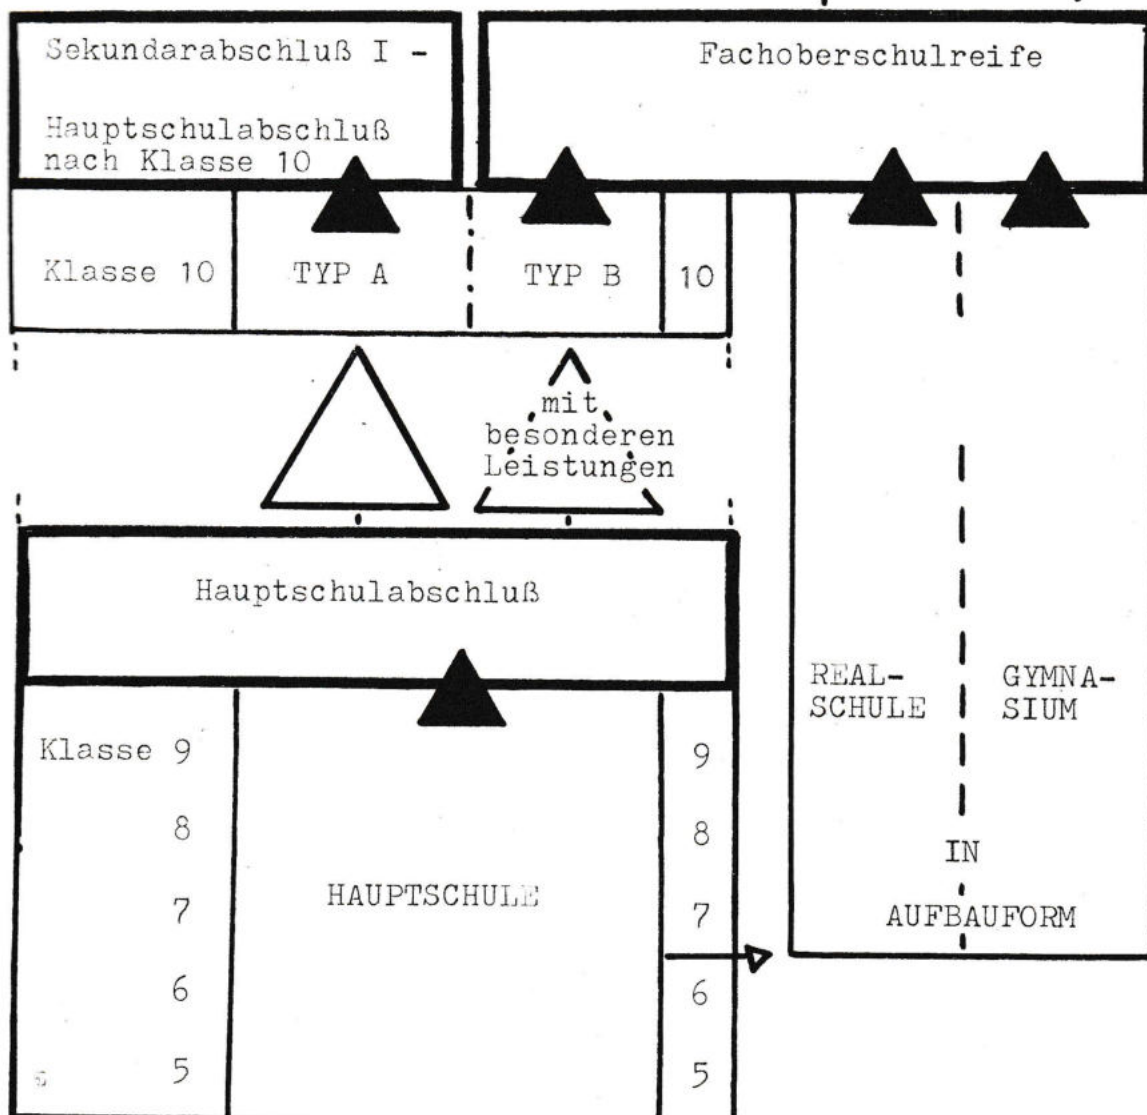 Sekundarabschluß I -
Hauptschulabschluß
nach Klasse 10
Fachoberschulreife
Klasse 10
TYP A
TYP B
10
mit
besonderen
Leistungen
Hauptschulabschluß
REAL-
SCHULE
GYMNA-
SIUM
Klasse 9
9
8
8
IN
7
HAUPTSCHULE
7
AUFBAUFORM
6
6
5
5